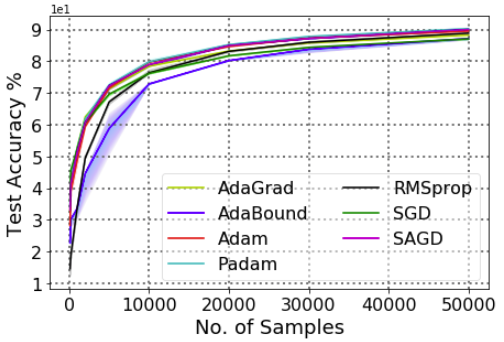 1e1
9
8
7
6
5
4
3
2
1
Test Accuracy %
AdaGrad
AdaBound
Adam
Padam
RMSprop
SGD
SAGD
0 10000 20000 30000 40000 50000
No. of Samples